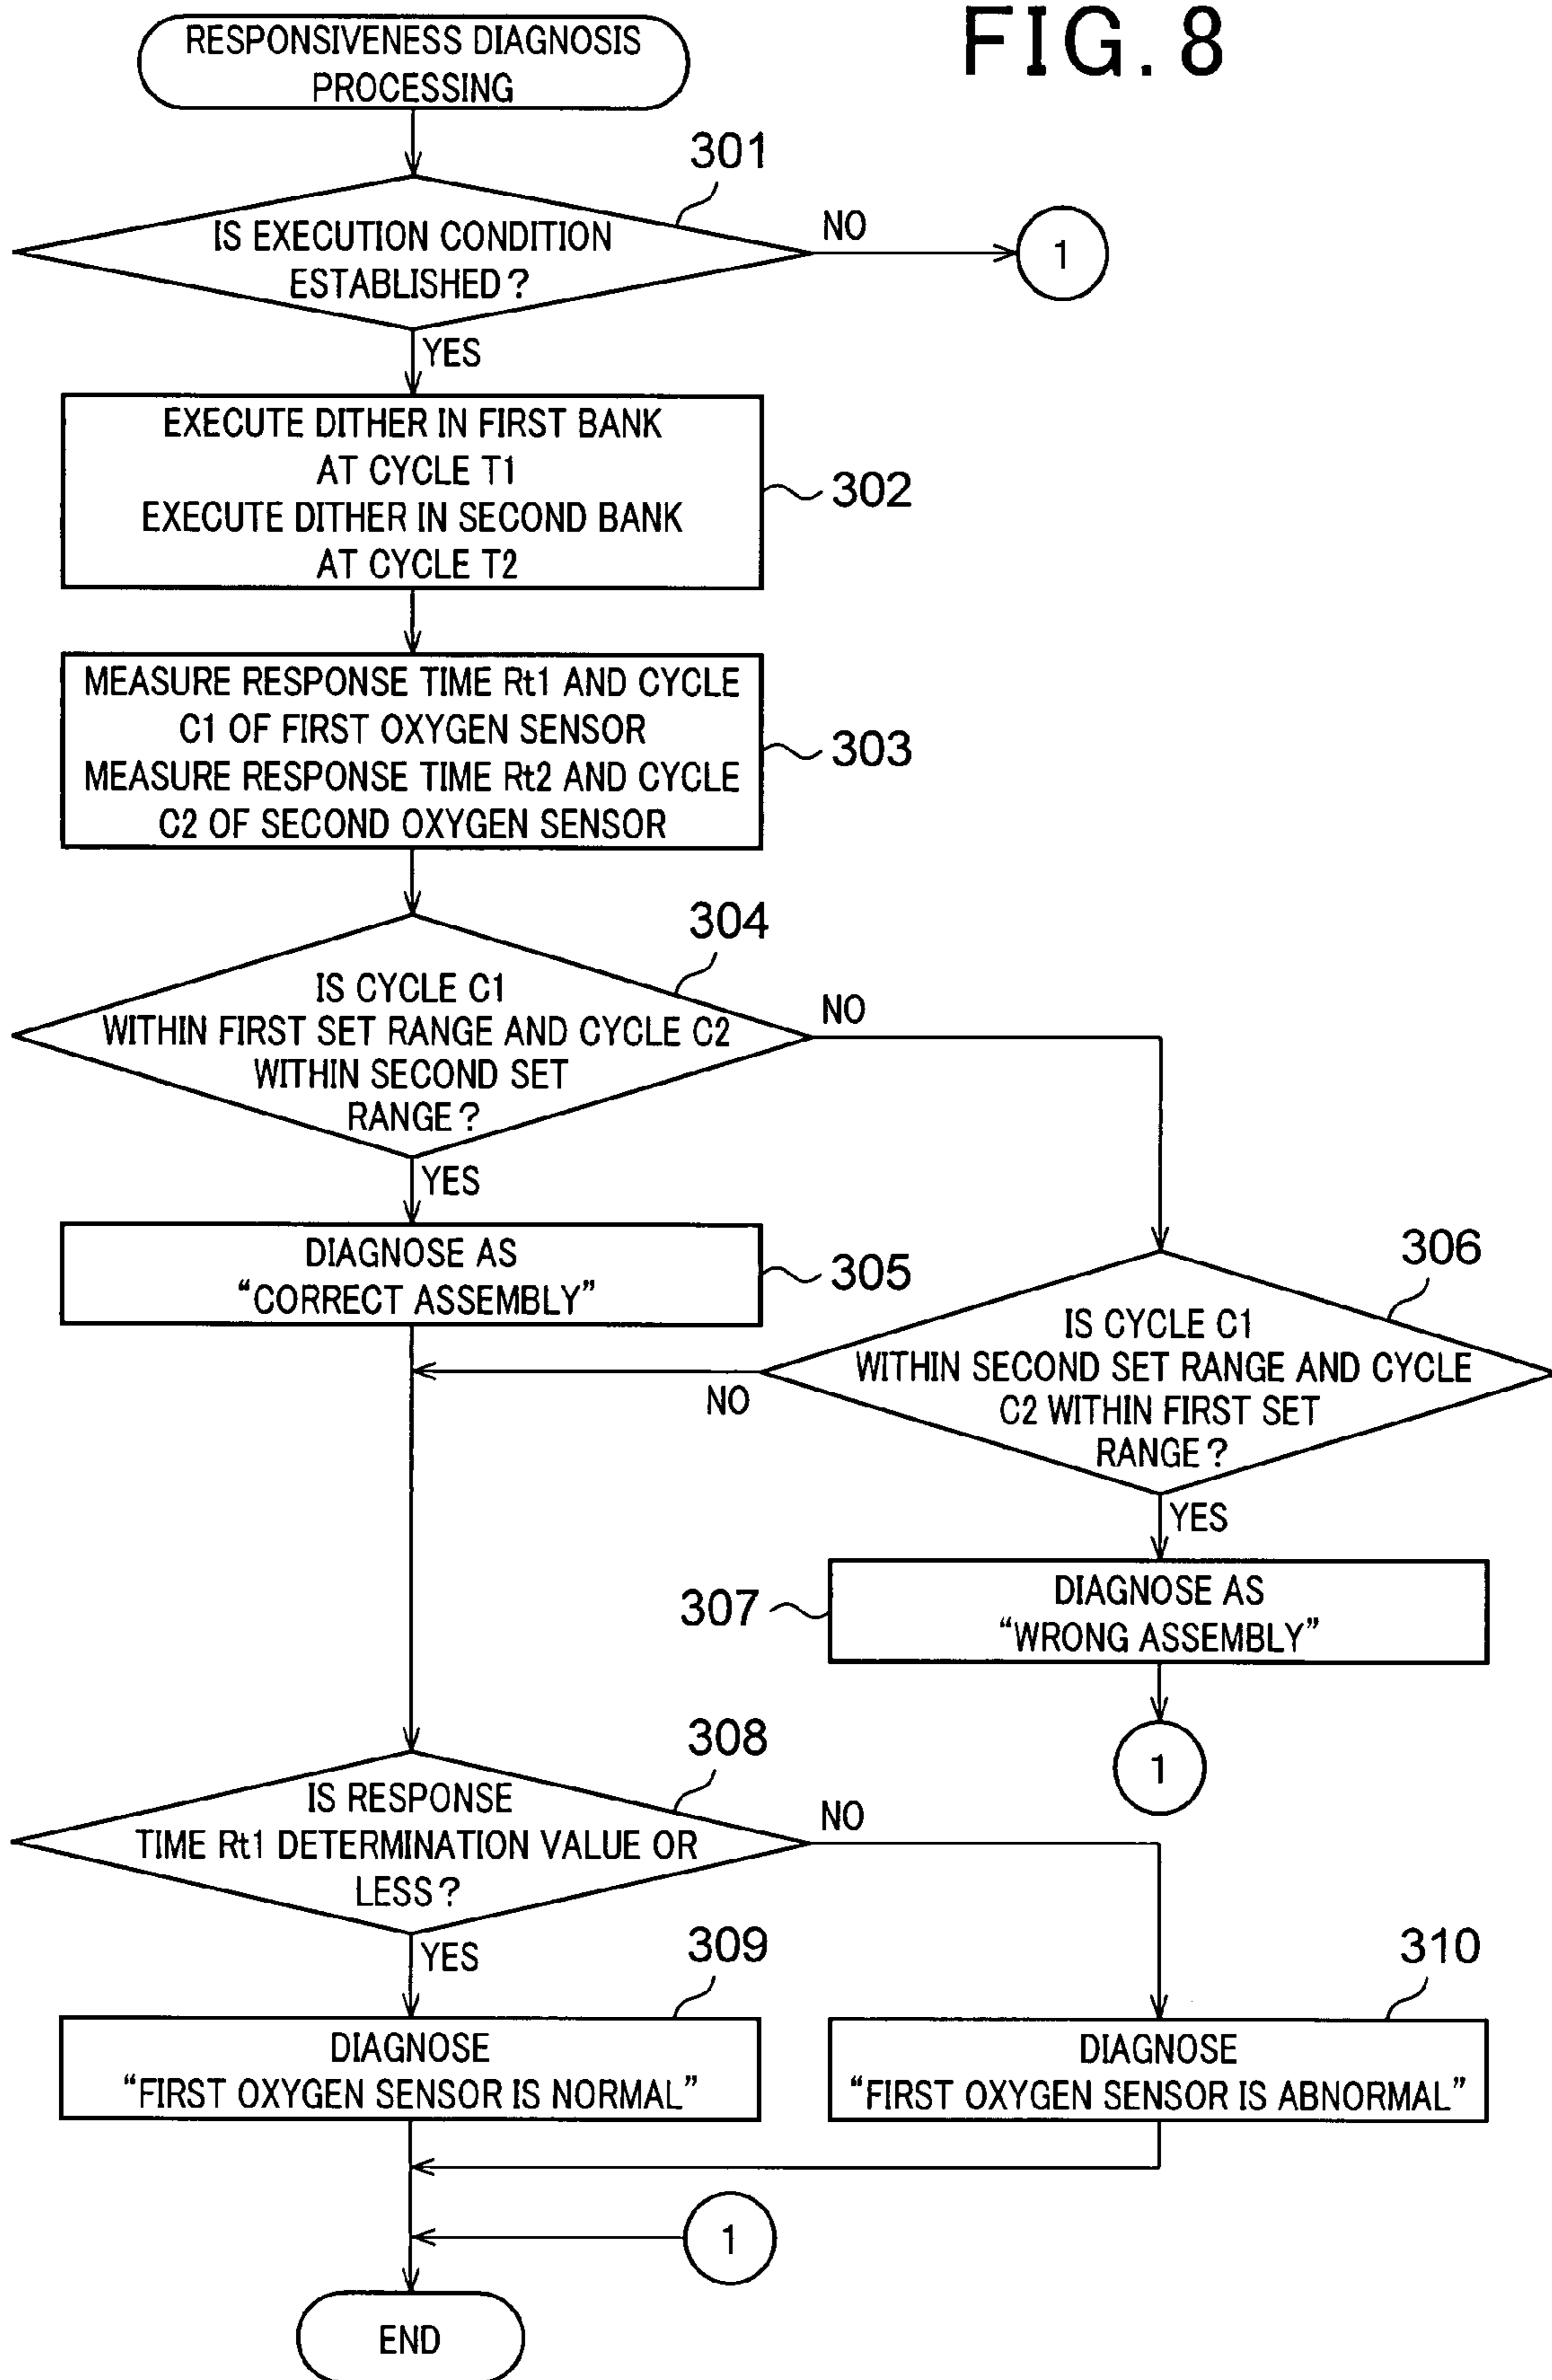 FIG. 8
RESPONSIVENESS DIAGNOSIS
PROCESSING
301
IS EXECUTION CONDITION
ESTABLISHED?
NO
1
YES
EXECUTE DITHER IN FIRST BANK
AT CYCLE T1
EXECUTE DITHER IN SECOND BANK
AT CYCLE T2
302
MEASURE RESPONSE TIME Rt1 AND CYCLE
C1 OF FIRST OXYGEN SENSOR
MEASURE RESPONSE TIME Rt2 AND CYCLE
C2 OF SECOND OXYGEN SENSOR
303
304
IS CYCLE C1
WITHIN FIRST SET RANGE AND CYCLE C2
WITHIN SECOND SET
RANGE?
NO
YES
DIAGNOSE AS
“CORRECT ASSEMBLY”
305
306
IS CYCLE C1
WITHIN SECOND SET RANGE AND CYCLE
C2 WITHIN FIRST SET
RANGE?
NO
YES
307
DIAGNOSE AS
“WRONG ASSEMBLY”
1
308
IS RESPONSE
TIME Rt1 DETERMINATION VALUE OR
LESS?
NO
YES
309
DIAGNOSE
“FIRST OXYGEN SENSOR IS NORMAL”
310
DIAGNOSE
“FIRST OXYGEN SENSOR IS ABNORMAL”
1
END